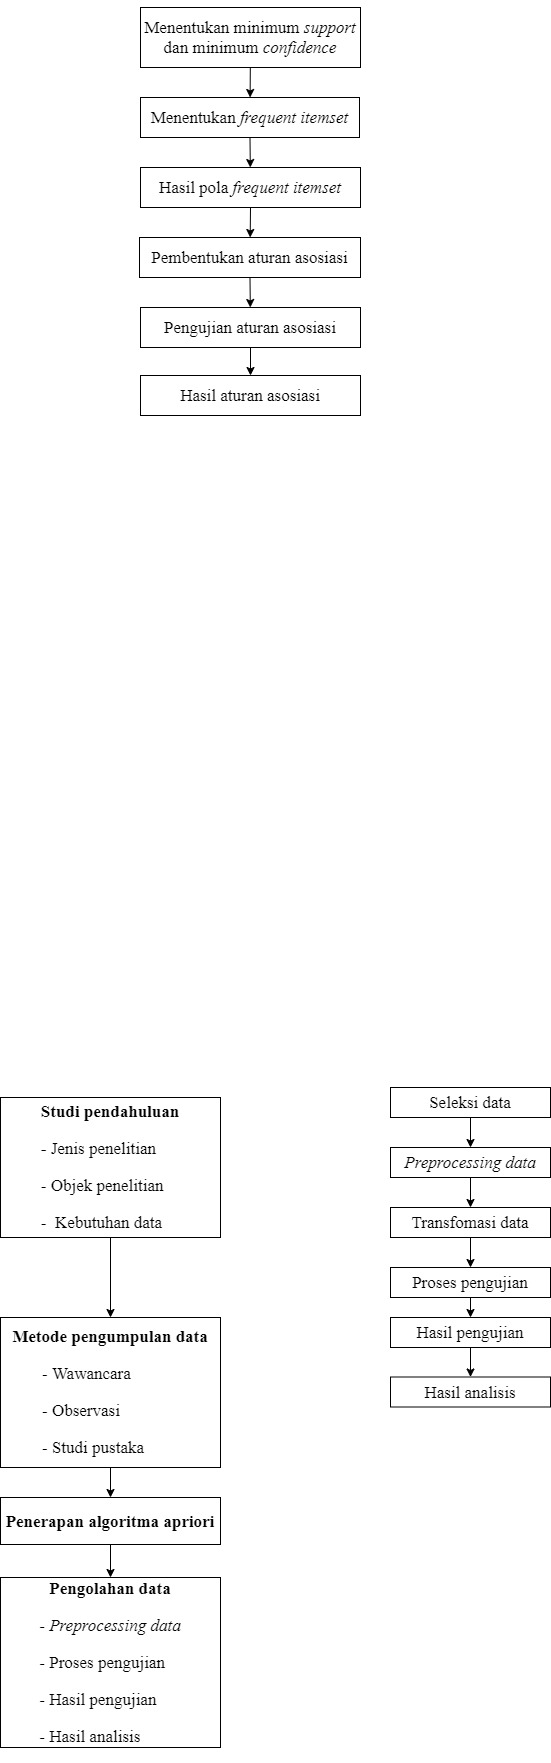 Menentukan minimum support
dan minimum confidence
Menentukan frequent itemset
Hasil pola frequent itemset
Pembentukan aturan asosiasi
Pengujian aturan asosiasi
Hasil aturan asosiasi
Studi pendahuluan
- Jenis penelitian
- Objek penelitian
- Kebutuhan data
Metode pengumpulan data
- Wawancara
- Observasi
- Studi pustaka
Penerapan algoritma apriori
Pengolahan data
- Preprocessing data
- Proses pengujian
- Hasil pengujian
- Hasil analisis
Seleksi data
Preprocessing data
Transfomasi data
Proses pengujian
Hasil pengujian
Hasil analisis